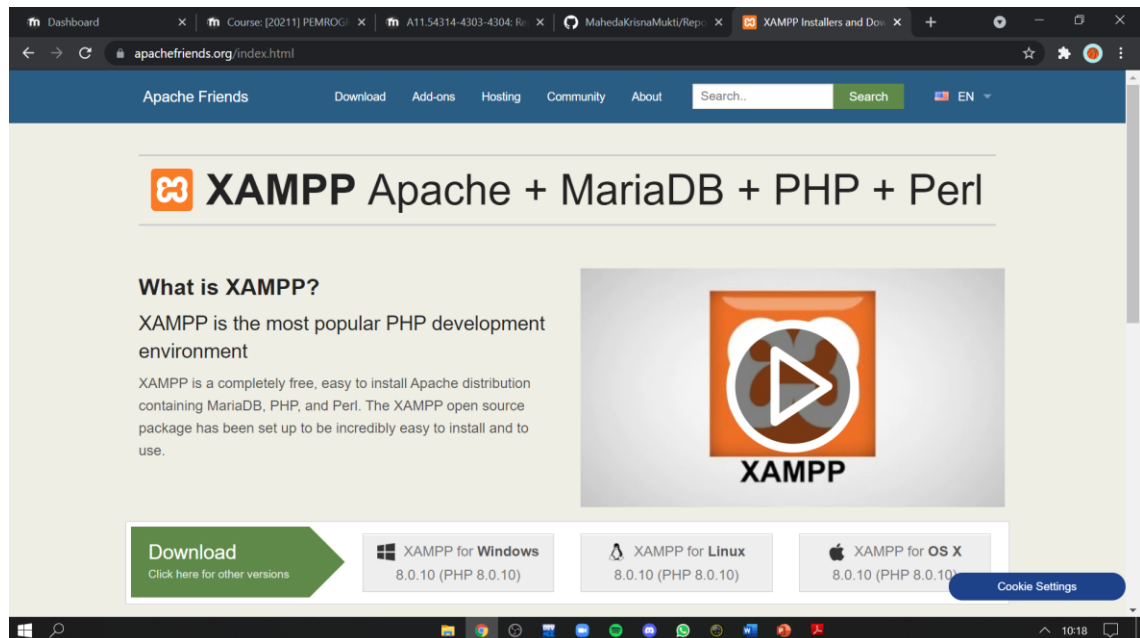 Dashboard
Course: [20211] PEMROG
A11.54314-4303-4304: Re
MahedaKrisnaMukti/Repo
XAMPP Installers and Dow
apachefriends.org/index.html
Apache Friends
Download
Add-ons
Hosting
Community
About
Search..
Search
EN
XAMPP Apache + MariaDB + PHP + Perl
What is XAMPP?
XAMPP is the most popular PHP development
environment
XAMPP is a completely free, easy to install Apache distribution
containing MariaDB, PHP, and Perl. The XAMPP open source
package has been set up to be incredibly easy to install and to
use.
XAMPP
Download
Click here for other versions
XAMPP for Windows
8.0.10 (PHP 8.0.10)
XAMPP for Linux
8.0.10 (PHP 8.0.10)
XAMPP for OS X
8.0.10 (PHP 8.0.10)
Cookie Settings
10:18